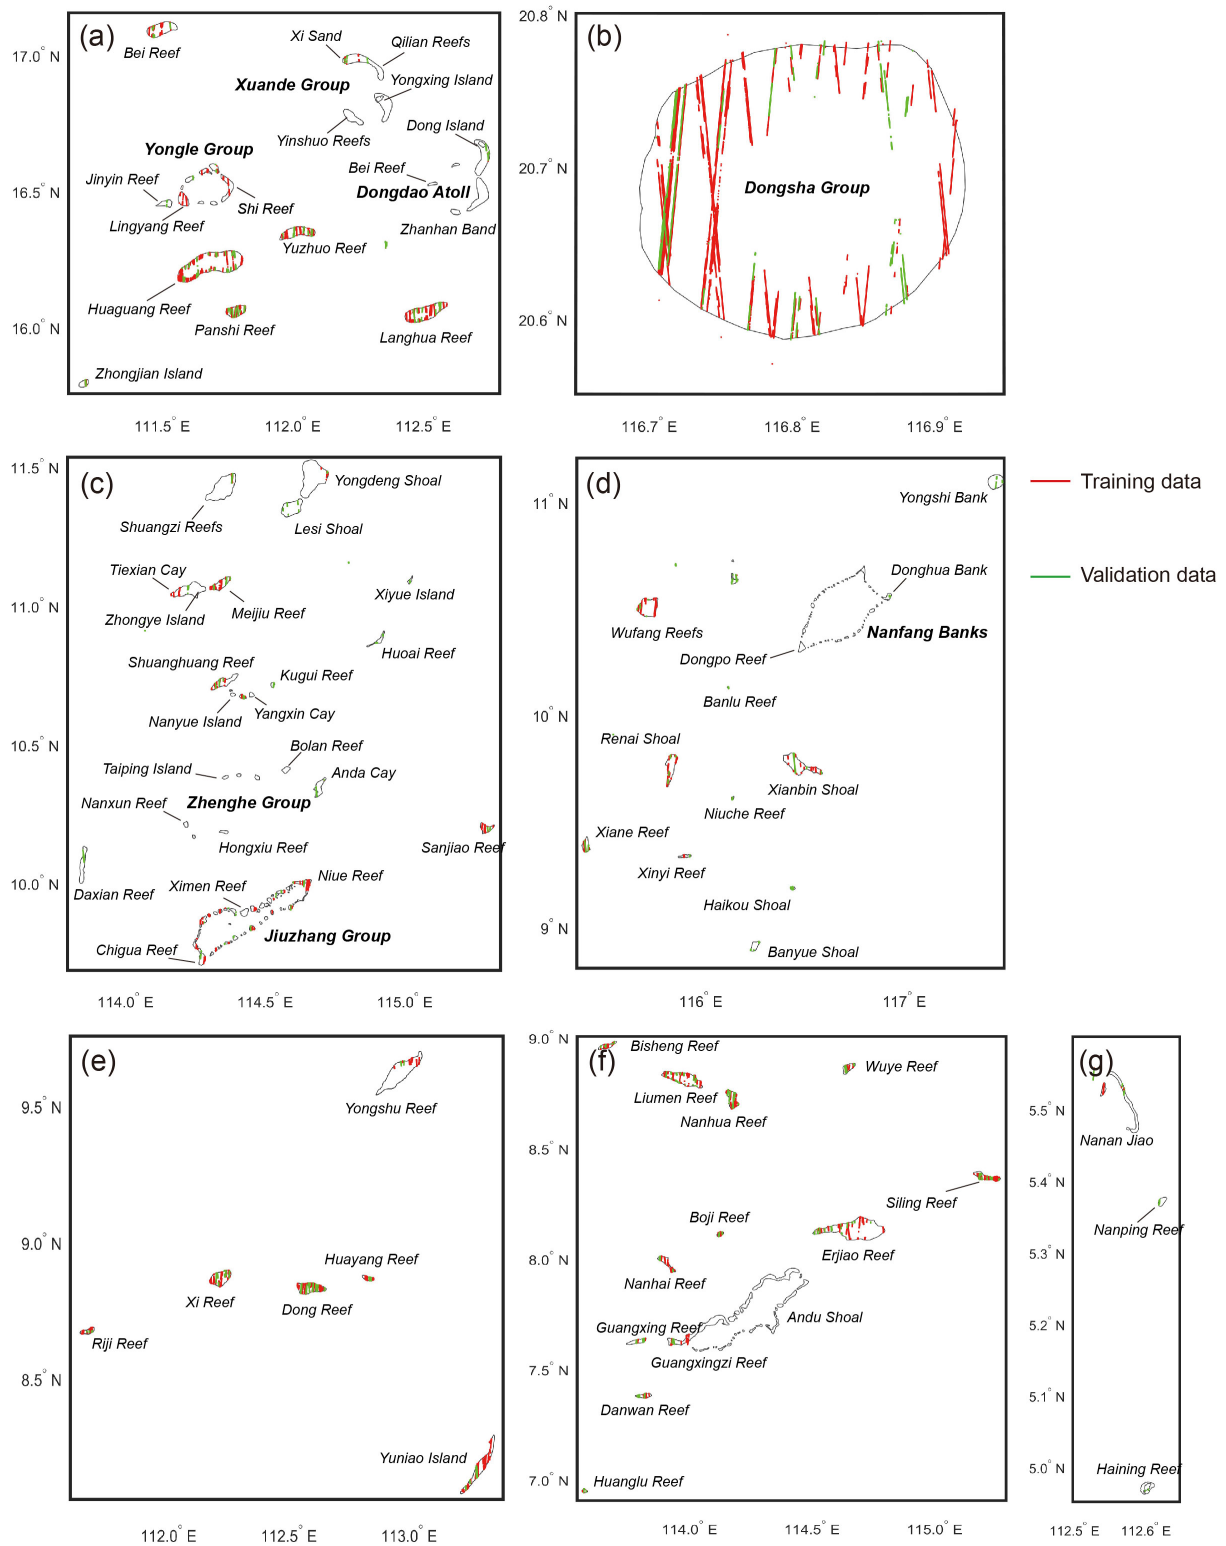 (a)
Bei Reef
Xi Sand
Qilian Reefs
Xuande Group
Yongxing Island
Yinshuo Reefs
Dong Island
Yongle Group
Bei Reef
Jinyin Reef
Dongdao Atoll
Lingyang Reef
Shi Reef
Zhanhan Band
Yuzhuo Reef
Huaguang Reef
Panshi Reef
Langhua Reef
Zhongjian Island
17.0° N
16.5° N
16.0° N
111.5° E
112.0° E
112.5° E
(b)
Dongsha Group
20.8° N
20.7° N
20.6° N
116.7° E
116.8° E
116.9° E
(c)
Yongdeng Shoal
Shuangzi Reefs
Lesi Shoal
Tiexian Cay
Xiyue Island
Zhongye Island
Meijiu Reef
Huoai Reef
Shuanghuang Reef
Kugui Reef
Nanyue Island
Yangxin Cay
Bolan Reef
Taiping Island
Anda Cay
Nanxun Reef
Zhenghe Group
Hongxiu Reef
Sanjiao Reef
Daxian Reef
Ximen Reef
Niue Reef
Jiuzhang Group
Chigua Reef
11.5° N
11.0° N
10.5° N
10.0° N
114.0° E
114.5° E
115.0° E
(d)
Yongshi Bank
Donghua Bank
Wufang Reefs
Nanfang Banks
Dongpo Reef
Banlu Reef
Renai Shoal
Xianbin Shoal
Niuche Reef
Xiane Reef
Xinyi Reef
Haikou Shoal
Banyue Shoal
11° N
10° N
9° N
116° E
117° E
Training data
Validation data
(e)
Yongshu Reef
Huayang Reef
Xi Reef
Dong Reef
Riji Reef
Yuniao Island
9.5° N
9.0° N
8.5° N
112.0° E
112.5° E
113.0° E
(f)
Bisheng Reef
Wuye Reef
Liumen Reef
Nanhua Reef
Siling Reef
Boji Reef
Erjiao Reef
Nanhai Reef
Andu Shoal
Guangxing Reef
Guangxingzi Reef
Danwan Reef
Huanglu Reef
9.0° N
8.5° N
8.0° N
7.5° N
7.0° N
114.0° E
114.5° E
115.0° E
(g)
Nanan Jiao
Nanping Reef
Haining Reef
5.5° N
5.4° N
5.3° N
5.2° N
5.1° N
5.0° N
112.5° E
112.6° E